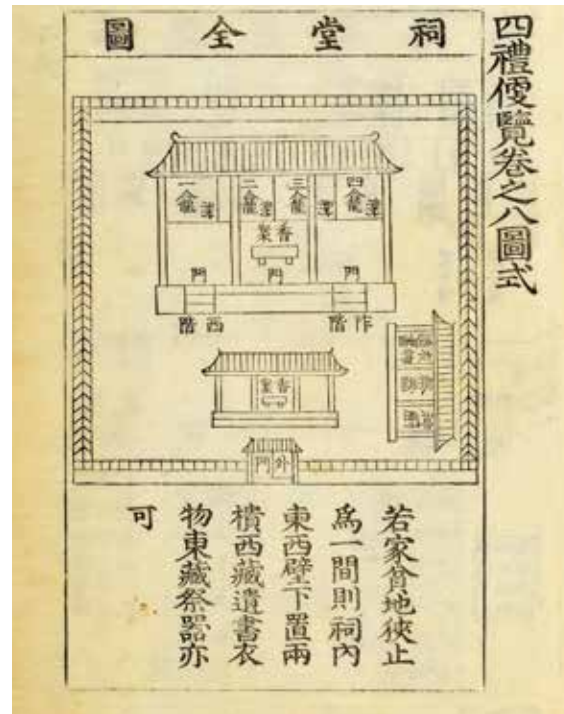 四禮便覽卷之八圖式
祠堂全圖
四龕
三龕
二龕
一龕
香案
門
門
門
阼階
西階
香案
外門
若家貧地狹止
爲一間則祠內
東西壁下置兩
樻西藏遺書衣
物東藏祭器亦
可